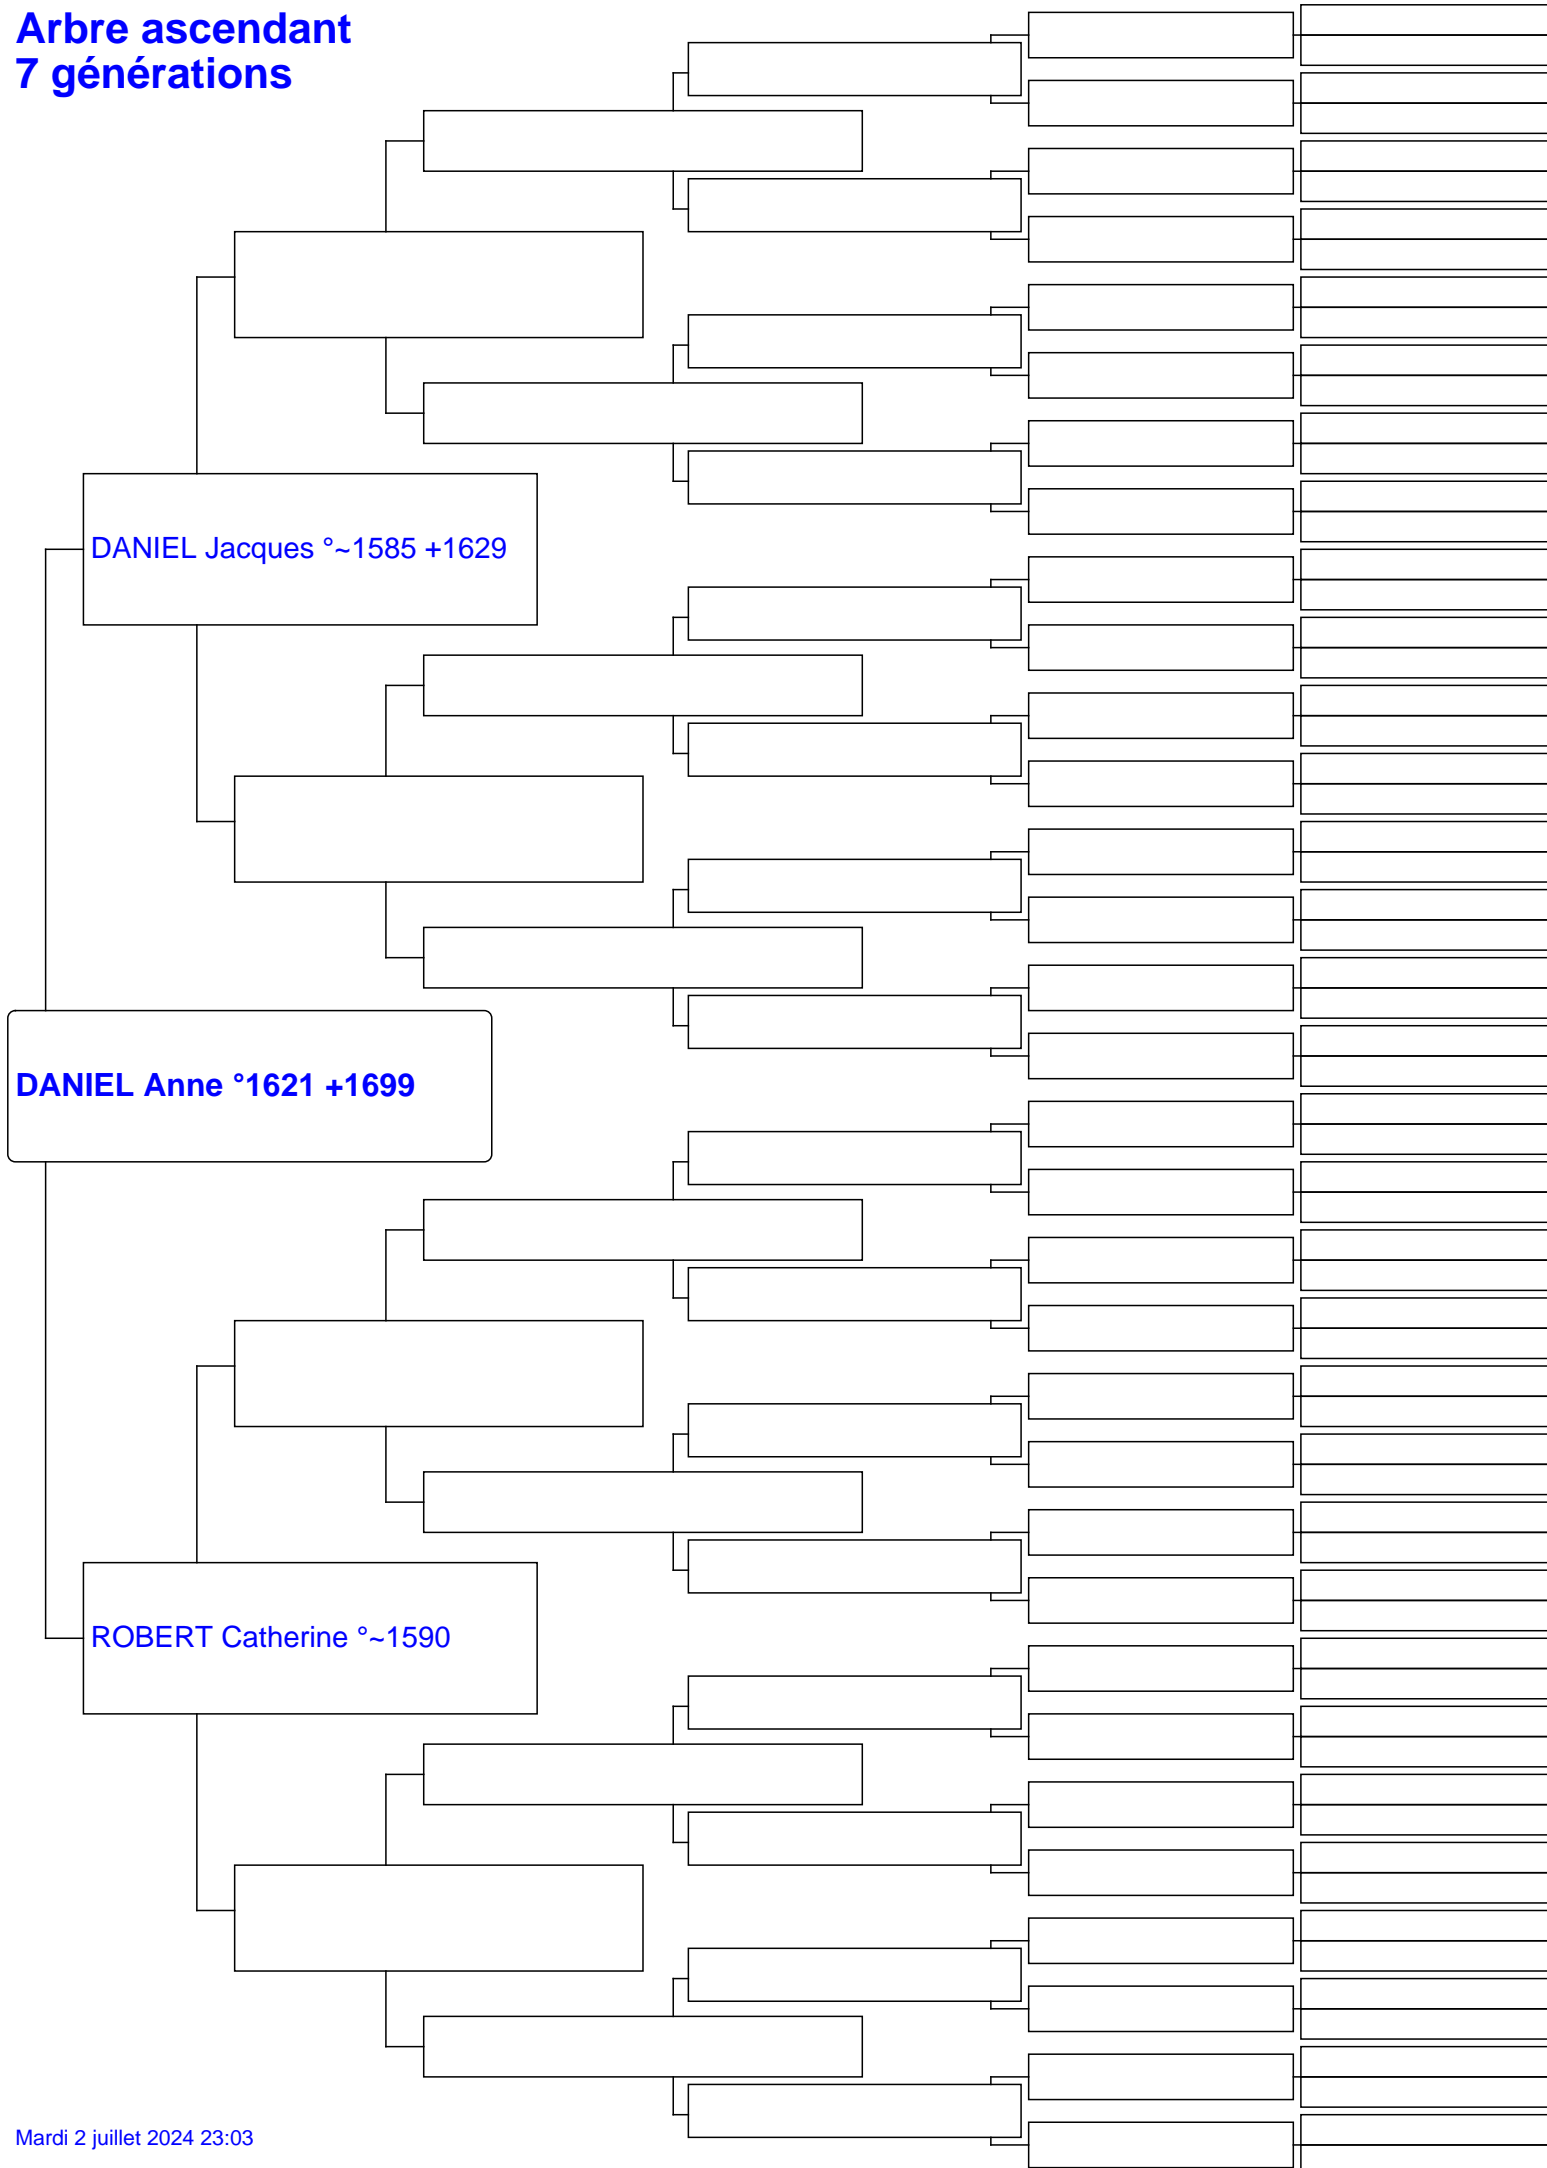 Arbre ascendant
7 générations
DANIEL Jacques °~1585 +1629
DANIEL Anne °1621 +1699
ROBERT Catherine °~1590
Mardi 2 juillet 2024 23:03